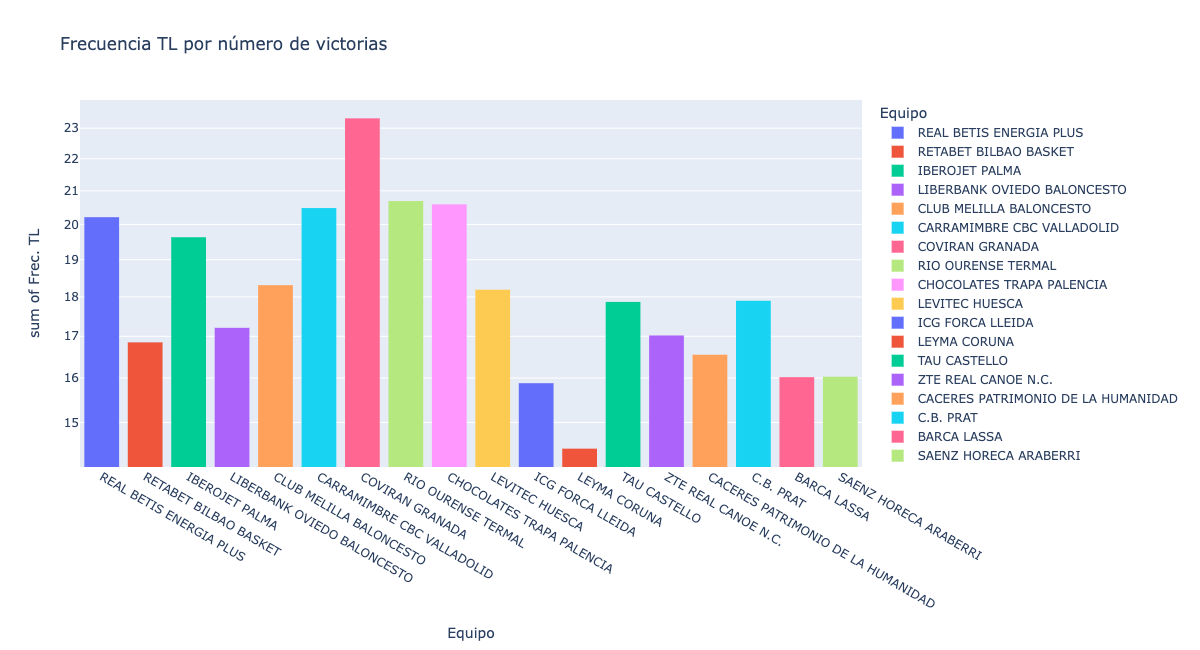 Frecuencia TL por número de victorias
sum of Frec. TL
23
22
21
20
19
18
17
16
15
REAL BETIS ENERGIA PLUS
RETABET BILBAO BASKET
IBEROJET PALMA
LIBERBANK OVIEDO BALONCESTO
CLUB MELILLA BALONCESTO
CARRAMIMBRE CBC VALLADOLID
COVIRAN GRANADA
RIO OURENSE TERMAL
CHOCOLATES TRAPA PALENCIA
LEVITEC HUESCA
ICG FORCA LLEIDA
LEYMA CORUNA
TAU CASTELLO
ZTE REAL CANOE N.C.
CACERES PATRIMONIO DE LA HUMANIDAD
C.B. PRAT
BARCA LASSA
SAENZ HORECA ARABERRI
Equipo
Equipo
REAL BETIS ENERGIA PLUS
RETABET BILBAO BASKET
IBEROJET PALMA
LIBERBANK OVIEDO BALONCESTO
CLUB MELILLA BALONCESTO
CARRAMIMBRE CBC VALLADOLID
COVIRAN GRANADA
RIO OURENSE TERMAL
CHOCOLATES TRAPA PALENCIA
LEVITEC HUESCA
ICG FORCA LLEIDA
LEYMA CORUNA
TAU CASTELLO
ZTE REAL CANOE N.C.
CACERES PATRIMONIO DE LA HUMANIDAD
C.B. PRAT
BARCA LASSA
SAENZ HORECA ARABERRI